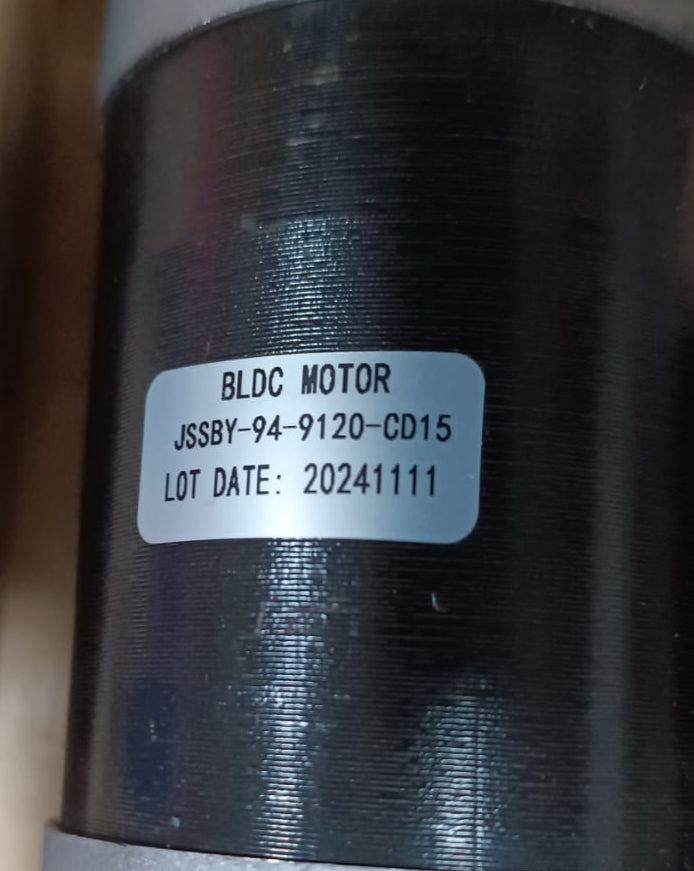 BLDC MOTOR
JSSBY-94-9120-CD15
LOT DATE: 20241111